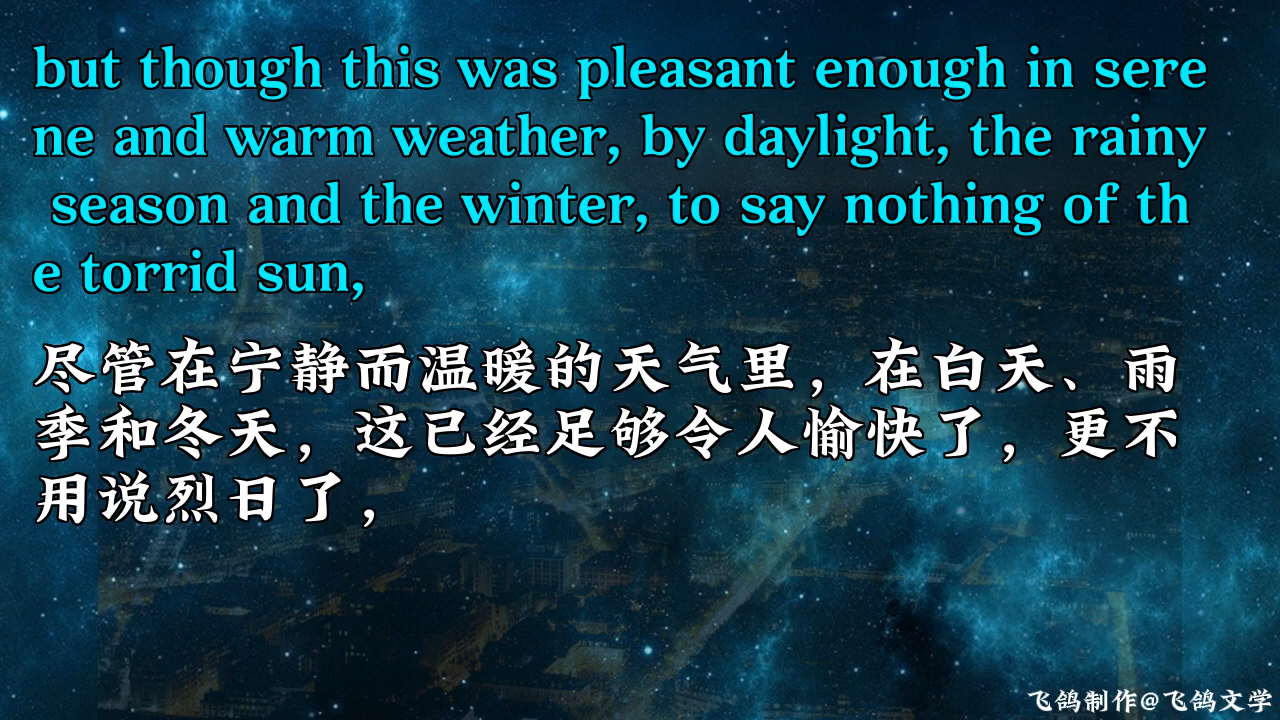 but though this was pleasant enough in sere
ne and warm weather, by daylight, the rainy
season and the winter, to say nothing of th
e torrid sun,
尽管在宁静而温暖的天气里，在白天、雨
季和冬天，这已经足够令人愉快了，更不
用说烈日了，
飞鸽制作@飞鸽文学